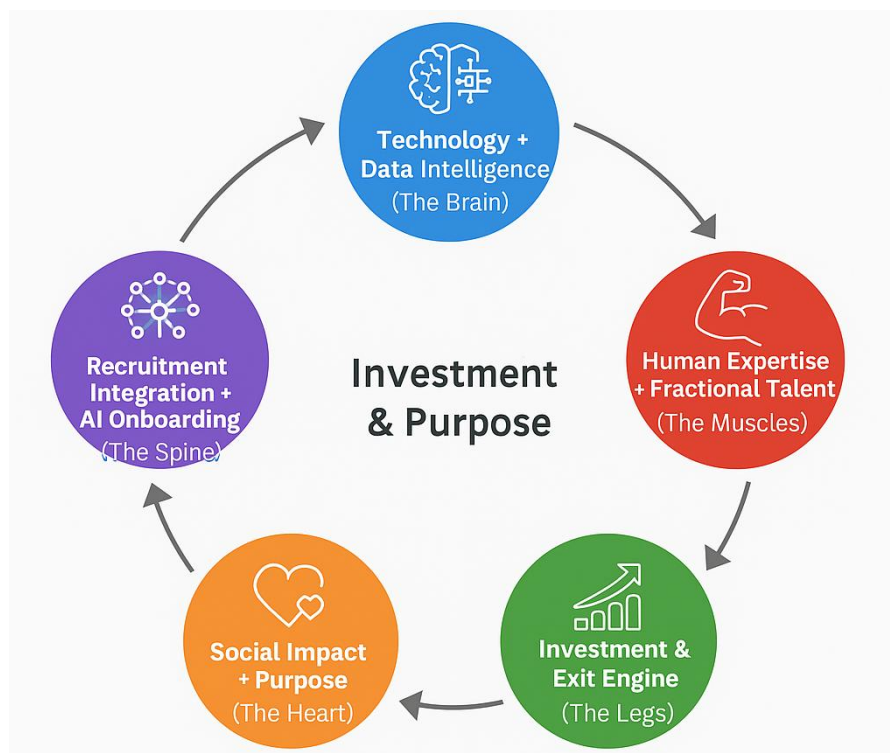 Technology +
Data Intelligence
(The Brain)
Human Expertise
+ Fractional Talent
(The Muscles)
Investment &
Exit Engine
(The Legs)
Social Impact
+ Purpose
(The Heart)
Recruitment
Integration +
AI Onboarding
(The Spine)
Investment
& Purpose